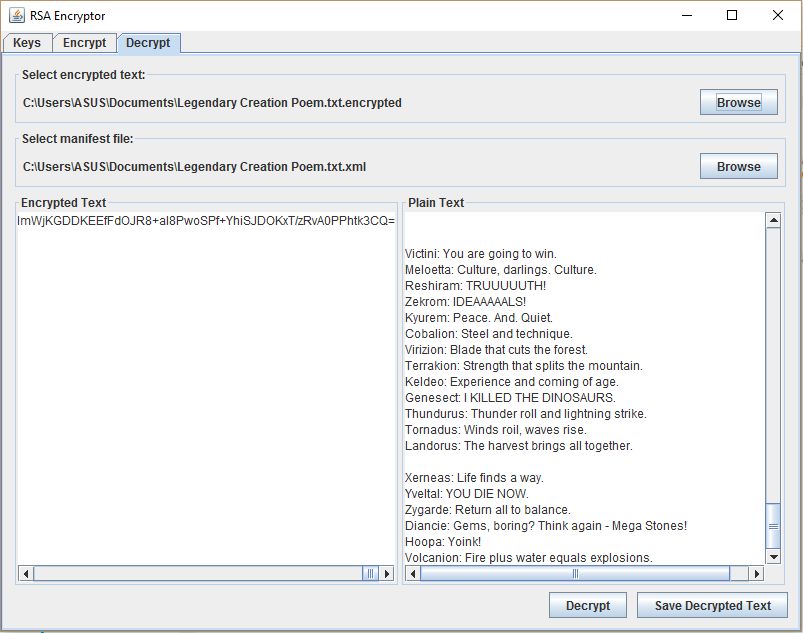 RSA Encryptor
Keys Encrypt Decrypt
Select encrypted text:
C:\Users\ASUS\Documents\Legendary Creation Poem.txt.encrypted
Browse
Select manifest file:
C:\Users\ASUS\Documents\Legendary Creation Poem.txt.xml
Browse
Encrypted Text
ImWjKGDDKEEfFdOJR8+aI8PwoSPf+YhiSJDOKxT/zRvA0PPhtk3CQ=
Plain Text
Victini: You are going to win.
Meloetta: Culture, darlings. Culture.
Reshiram: TRUUUUUTH!
Zekrom: IDEAAAAALS!
Kyurem: Peace. And. Quiet.
Cobalion: Steel and technique.
Virizion: Blade that cuts the forest.
Terrakion: Strength that splits the mountain.
Keldeo: Experience and coming of age.
Genesect: I KILLED THE DINOSAURS.
Thundurus: Thunder roll and lightning strike.
Tornadus: Winds roil, waves rise.
Landorus: The harvest brings all together.
Xerneas: Life finds a way.
Yveltal: YOU DIE NOW.
Zygarde: Return all to balance.
Diancie: Gems, boring? Think again - Mega Stones!
Hoopa: Yoink!
Volcanion: Fire plus water equals explosions.
Decrypt
Save Decrypted Text